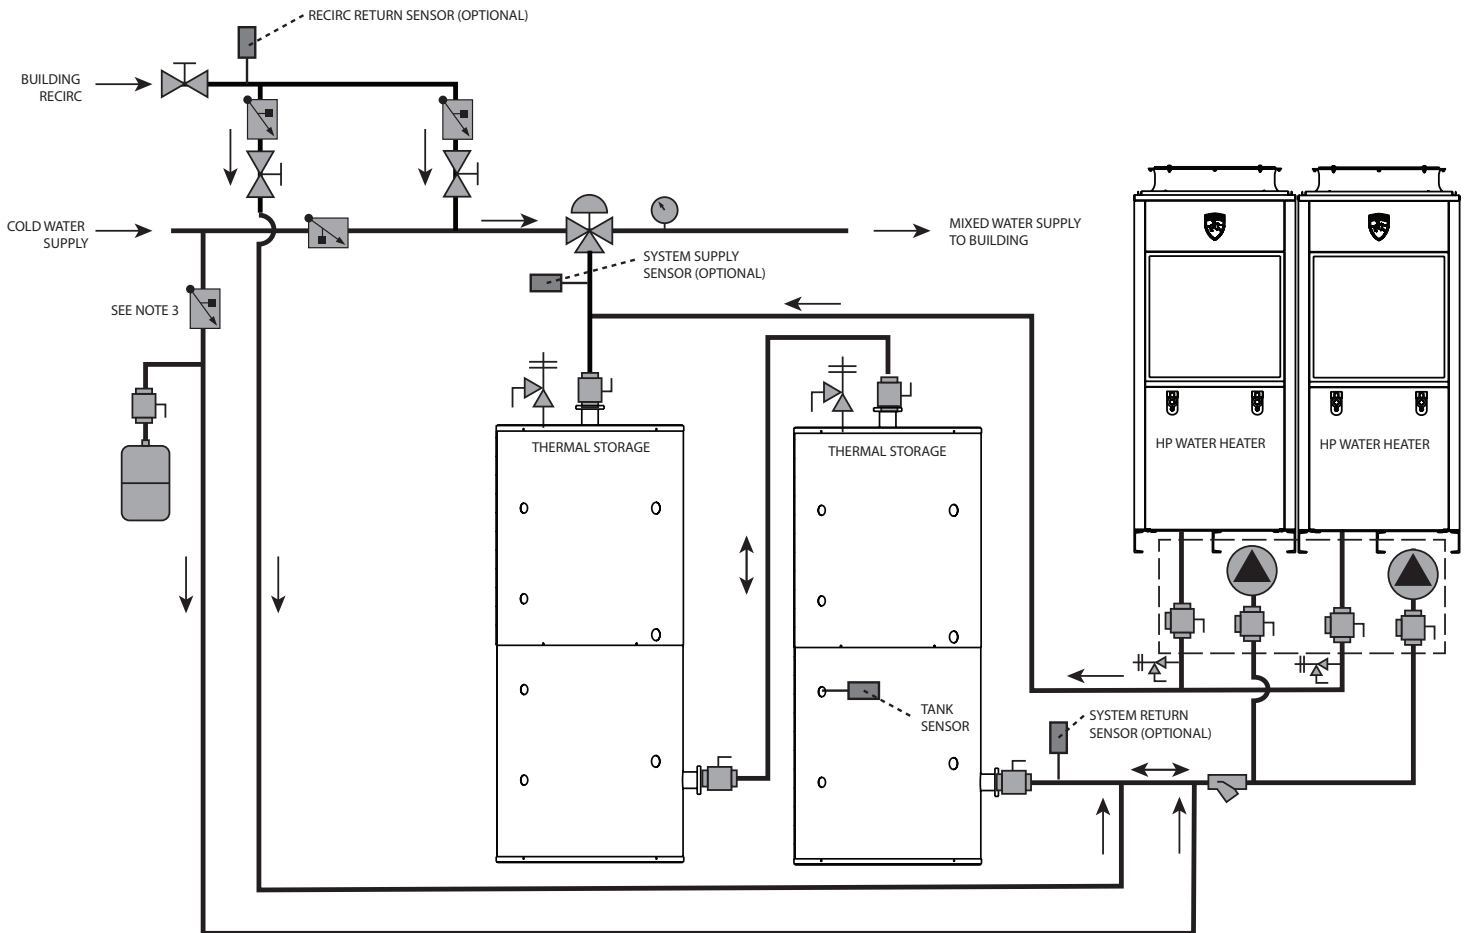 RECIRC RETURN SENSOR (OPTIONAL)
BUILDING
RECIRC
COLD WATER
SUPPLY
MIXED WATER SUPPLY
TO BUILDING
SYSTEM SUPPLY
SENSOR (OPTIONAL)
SEE NOTE 3
THERMAL STORAGE
THERMAL STORAGE
HP WATER HEATER
HP WATER HEATER
TANK
SENSOR
SYSTEM RETURN
SENSOR (OPTIONAL)